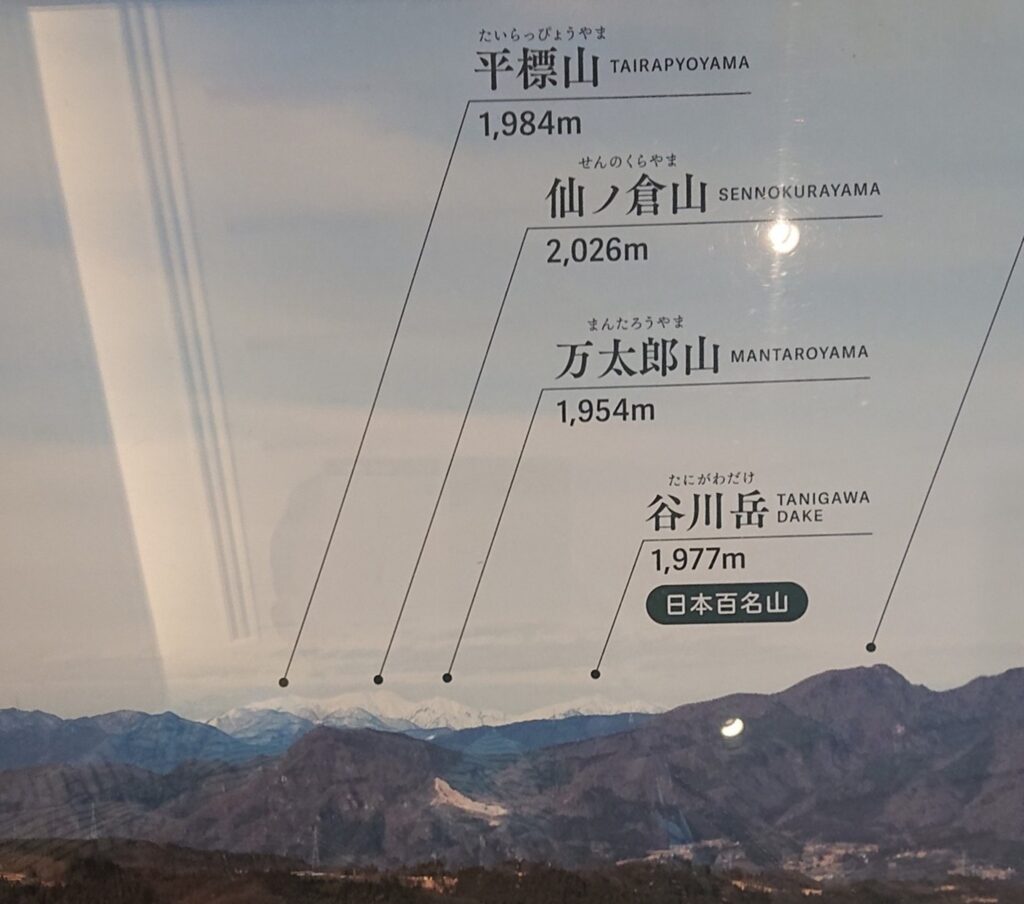 たいらっぴょうやま
平標山 TAIRAPYOYAMA
1,984m
せんのくらやま
仙ノ倉山 SENNOKURAYAMA
2,026m
まんたろうやま
万太郎山 MANTAROYAMA
1,954m
たにがわだけ
谷川岳 TANIGAWA
DAKE
1,977m
日本百名山